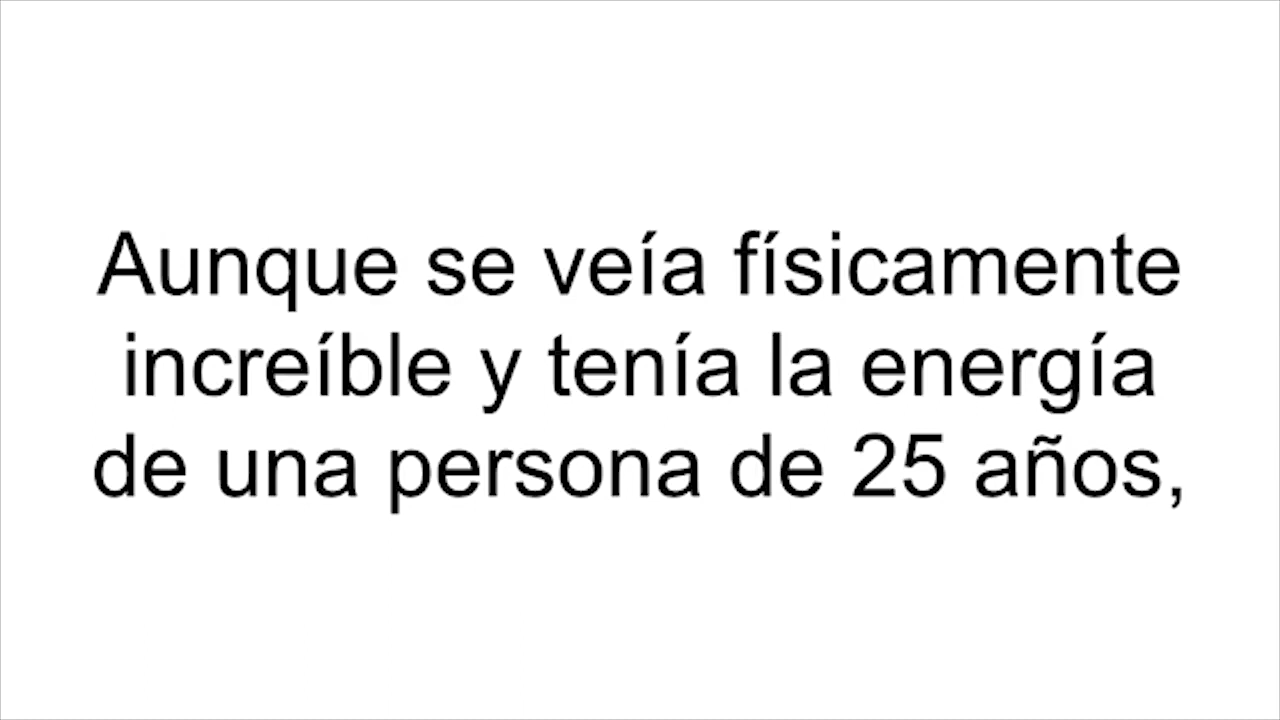 Aunque se veía físicamente
increíble y tenía la energía
de una persona de 25 años,